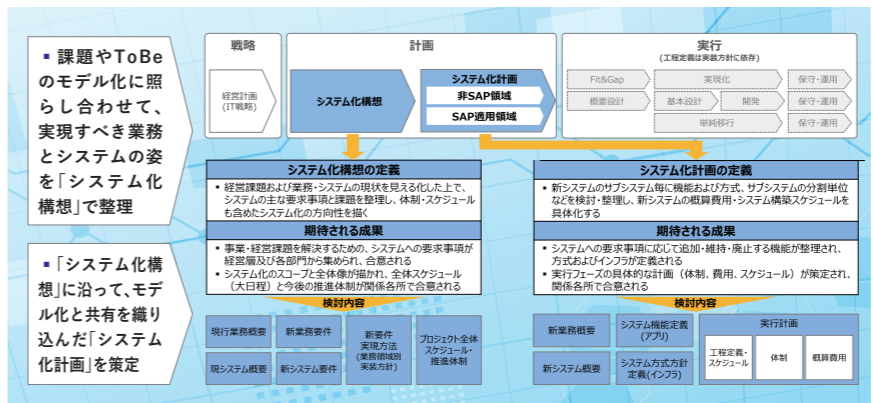 ▪ 課題やToBe
のモデル化に照
らし合わせて、
実現すべき業務
とシステムの姿
を「システム化
構想」で整理
▪ 「システム化構
想」に沿って、モデ
ル化と共有を織り
込んだ「システム
化計画」を策定
戦略
経営計画
(IT戦略)
計画
システム化構想
システム化計画
非SAP領域
SAP適用領域
実行
(工程定義は実装方針に依存)
Fit&Gap
実現化
保守・運用
概要設計
基本設計
開発
保守・運用
単純移行
保守・運用
システム化構想の定義
▪ 経営課題および業務・システムの現状を見える化した上で、
システムの主な要求事項と課題を整理し、体制・スケジュール
も含めたシステム化の方向性を描く
期待される成果
▪ 事業・経営課題を解決するための、システムへの要求事項が
経営層及び各部門から集められ、合意される
▪ システム化のスコープと全体像が描かれ、全体スケジュール
（大日程）と今後の推進体制が関係各所で合意される
検討内容
現行業務概要
新業務要件
現システム概要
新システム要件
新要件
実現方法
(業務領域別
実装方針)
プロジェクト全体
スケジュール・
推進体制
システム化計画の定義
▪ 新システムのサブシステム毎に機能および方式、サブシステムの分割単位
などを検討・整理し、新システムの概算費用・システム構築スケジュールを
具体化する
期待される成果
▪ システムへの要求事項に応じて追加・維持・廃止する機能が整理され、
方式およびインフラが定義される
▪ 実行フェーズの具体的な計画（体制、費用、スケジュール）が策定され、
関係各所で合意される
検討内容
新業務概要
システム機能定義
(アプリ)
新システム概要
システム方式方針
定義(インフラ)
実行計画
工程定義・
スケジュール
体制
概算費用